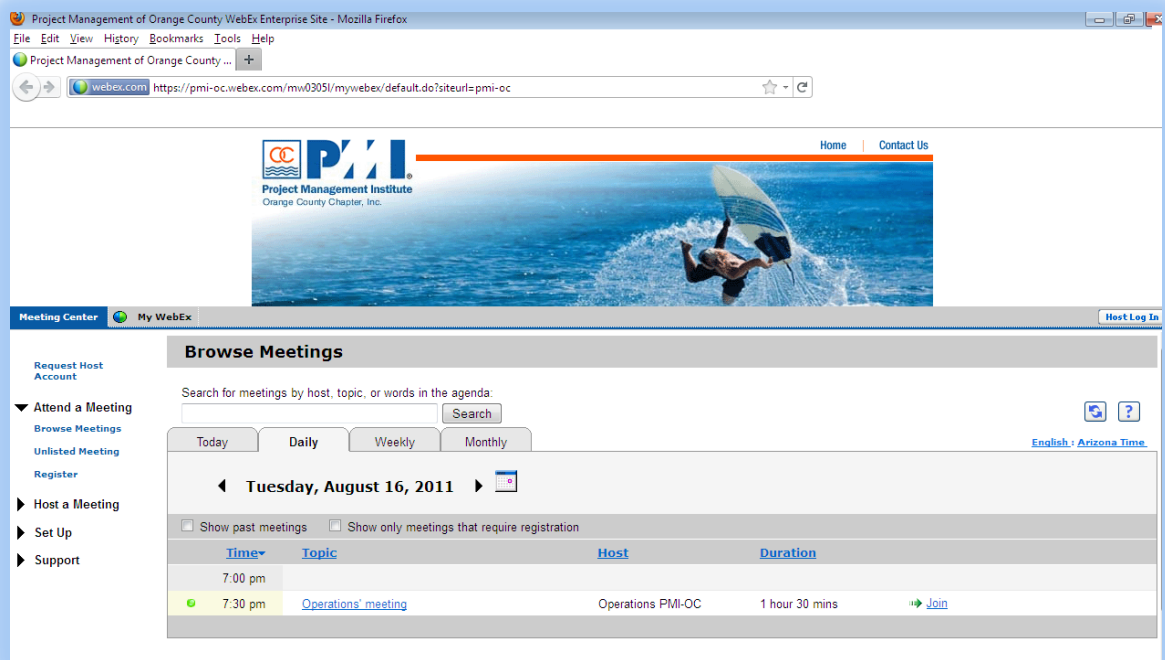 Project Management of Orange County WebEx Enterprise Site - Mozilla Firefox
File Edit View History Bookmarks Tools Help
Project Management of Orange County ... +
webex.com https://pmi-oc.webex.com/mw0305l/mywebex/default.do?siteurl=pmi-oc
Home | Contact Us
OC PMI®
Project Management Institute
Orange County Chapter, Inc.
Meeting Center My WebEx Host Log In
Browse Meetings
Request Host
Account
Search for meetings by host, topic, or words in the agenda:
Attend a Meeting
Search ?
Browse Meetings
Today Daily Weekly Monthly
English : Arizona Time
Unlisted Meeting
Register
Tuesday, August 16, 2011
Host a Meeting
Show past meetings Show only meetings that require registration
Set Up
Time Topic Host Duration
Support
7:00 pm
7:30 pm Operations' meeting Operations PMI-OC 1 hour 30 mins Join